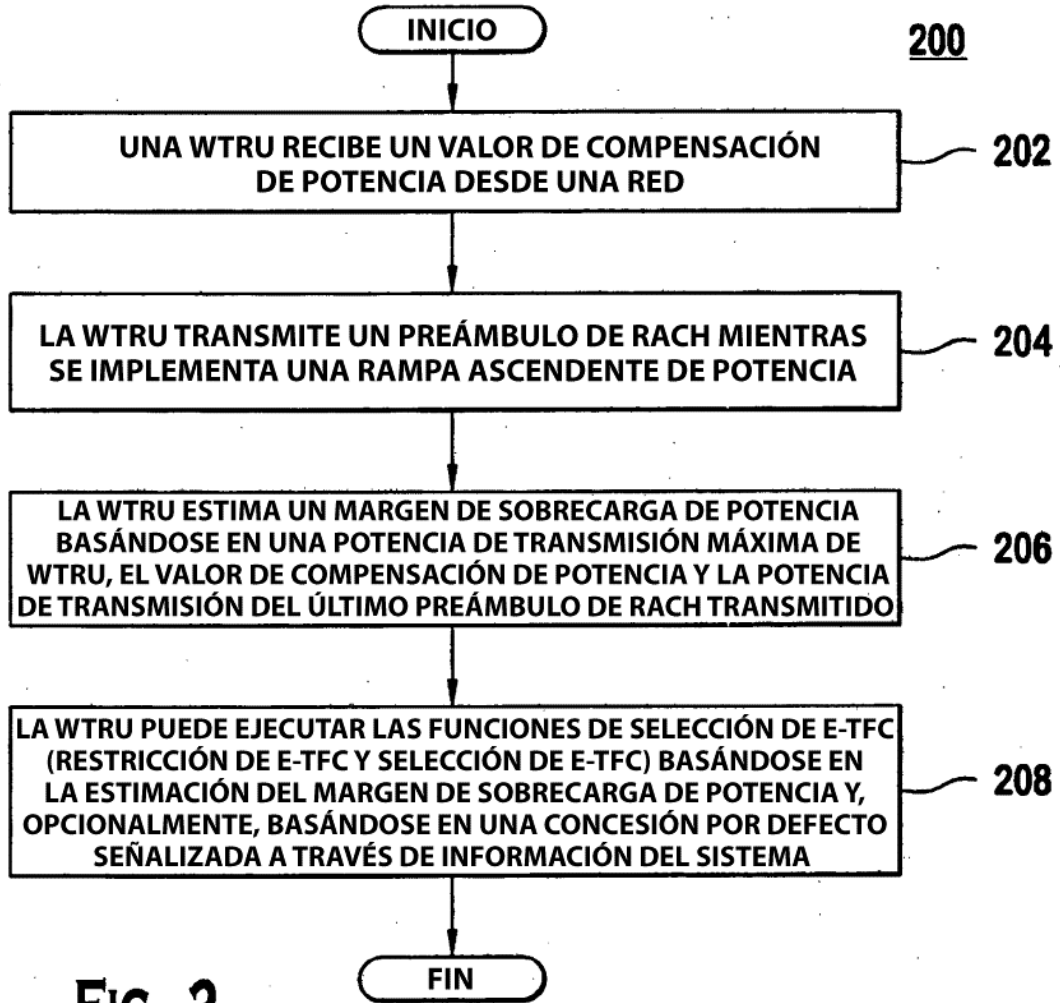 INICIO
200
UNA WTRU RECIBE UN VALOR DE COMPENSACIÓN
DE POTENCIA DESDE UNA RED
202
LA WTRU TRANSMITE UN PREÁMBULO DE RACH MIENTRAS
SE IMPLEMENTA UNA RAMPA ASCENDENTE DE POTENCIA
204
LA WTRU ESTIMA UN MARGEN DE SOBRECARGA DE POTENCIA
BASÁNDOSE EN UNA POTENCIA DE TRANSMISIÓN MÁXIMA DE
WTRU, EL VALOR DE COMPENSACIÓN DE POTENCIA Y LA POTENCIA
DE TRANSMISIÓN DEL ÚLTIMO PREÁMBULO DE RACH TRANSMITIDO
206
LA WTRU PUEDE EJECUTAR LAS FUNCIONES DE SELECCIÓN DE E-TFC
(RESTRICCIÓN DE E-TFC Y SELECCIÓN DE E-TFC) BASÁNDOSE EN
LA ESTIMACIÓN DEL MARGEN DE SOBRECARGA DE POTENCIA Y,
OPCIONALMENTE, BASÁNDOSE EN UNA CONCESIÓN POR DEFECTO
SEÑALIZADA A TRAVÉS DE INFORMACIÓN DEL SISTEMA
208
FIN